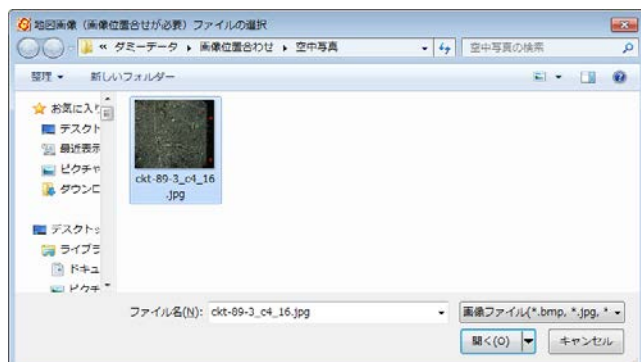 地図画像（画像位置合せが必要）ファイルの選択
« ダミーデータ ▸ 画像位置合わせ ▸ 空中写真
空中写真の検索
整理
新しいフォルダー
お気に入り
デスクト
最近表示
ピクチャ
ダウンロ
デスクトッ
ライブラ
ドキュ
ピクチ
ckt-89-3_c4_16
.jpg
ファイル名(N): ckt-89-3_c4_16.jpg
画像ファイル(*.bmp, *.jpg, *
開く(O)
キャンセル